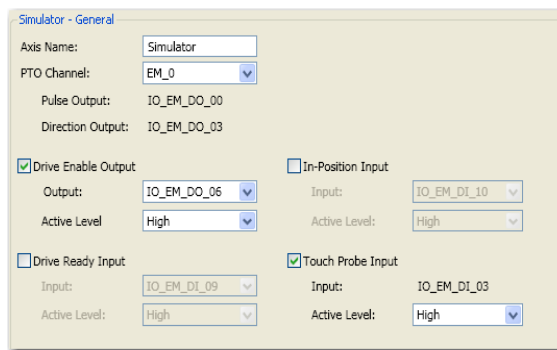 Simulator - General
Axis Name: Simulator
PTO Channel: EM_0
Pulse Output: IO_EM_DO_00
Direction Output: IO_EM_DO_03
Drive Enable Output
Output: IO_EM_DO_06
Active Level High
In-Position Input
Input: IO_EM_DI_10
Active Level: High
Drive Ready Input
Input: IO_EM_DI_09
Active Level: High
Touch Probe Input
Input: IO_EM_DI_03
Active Level: High